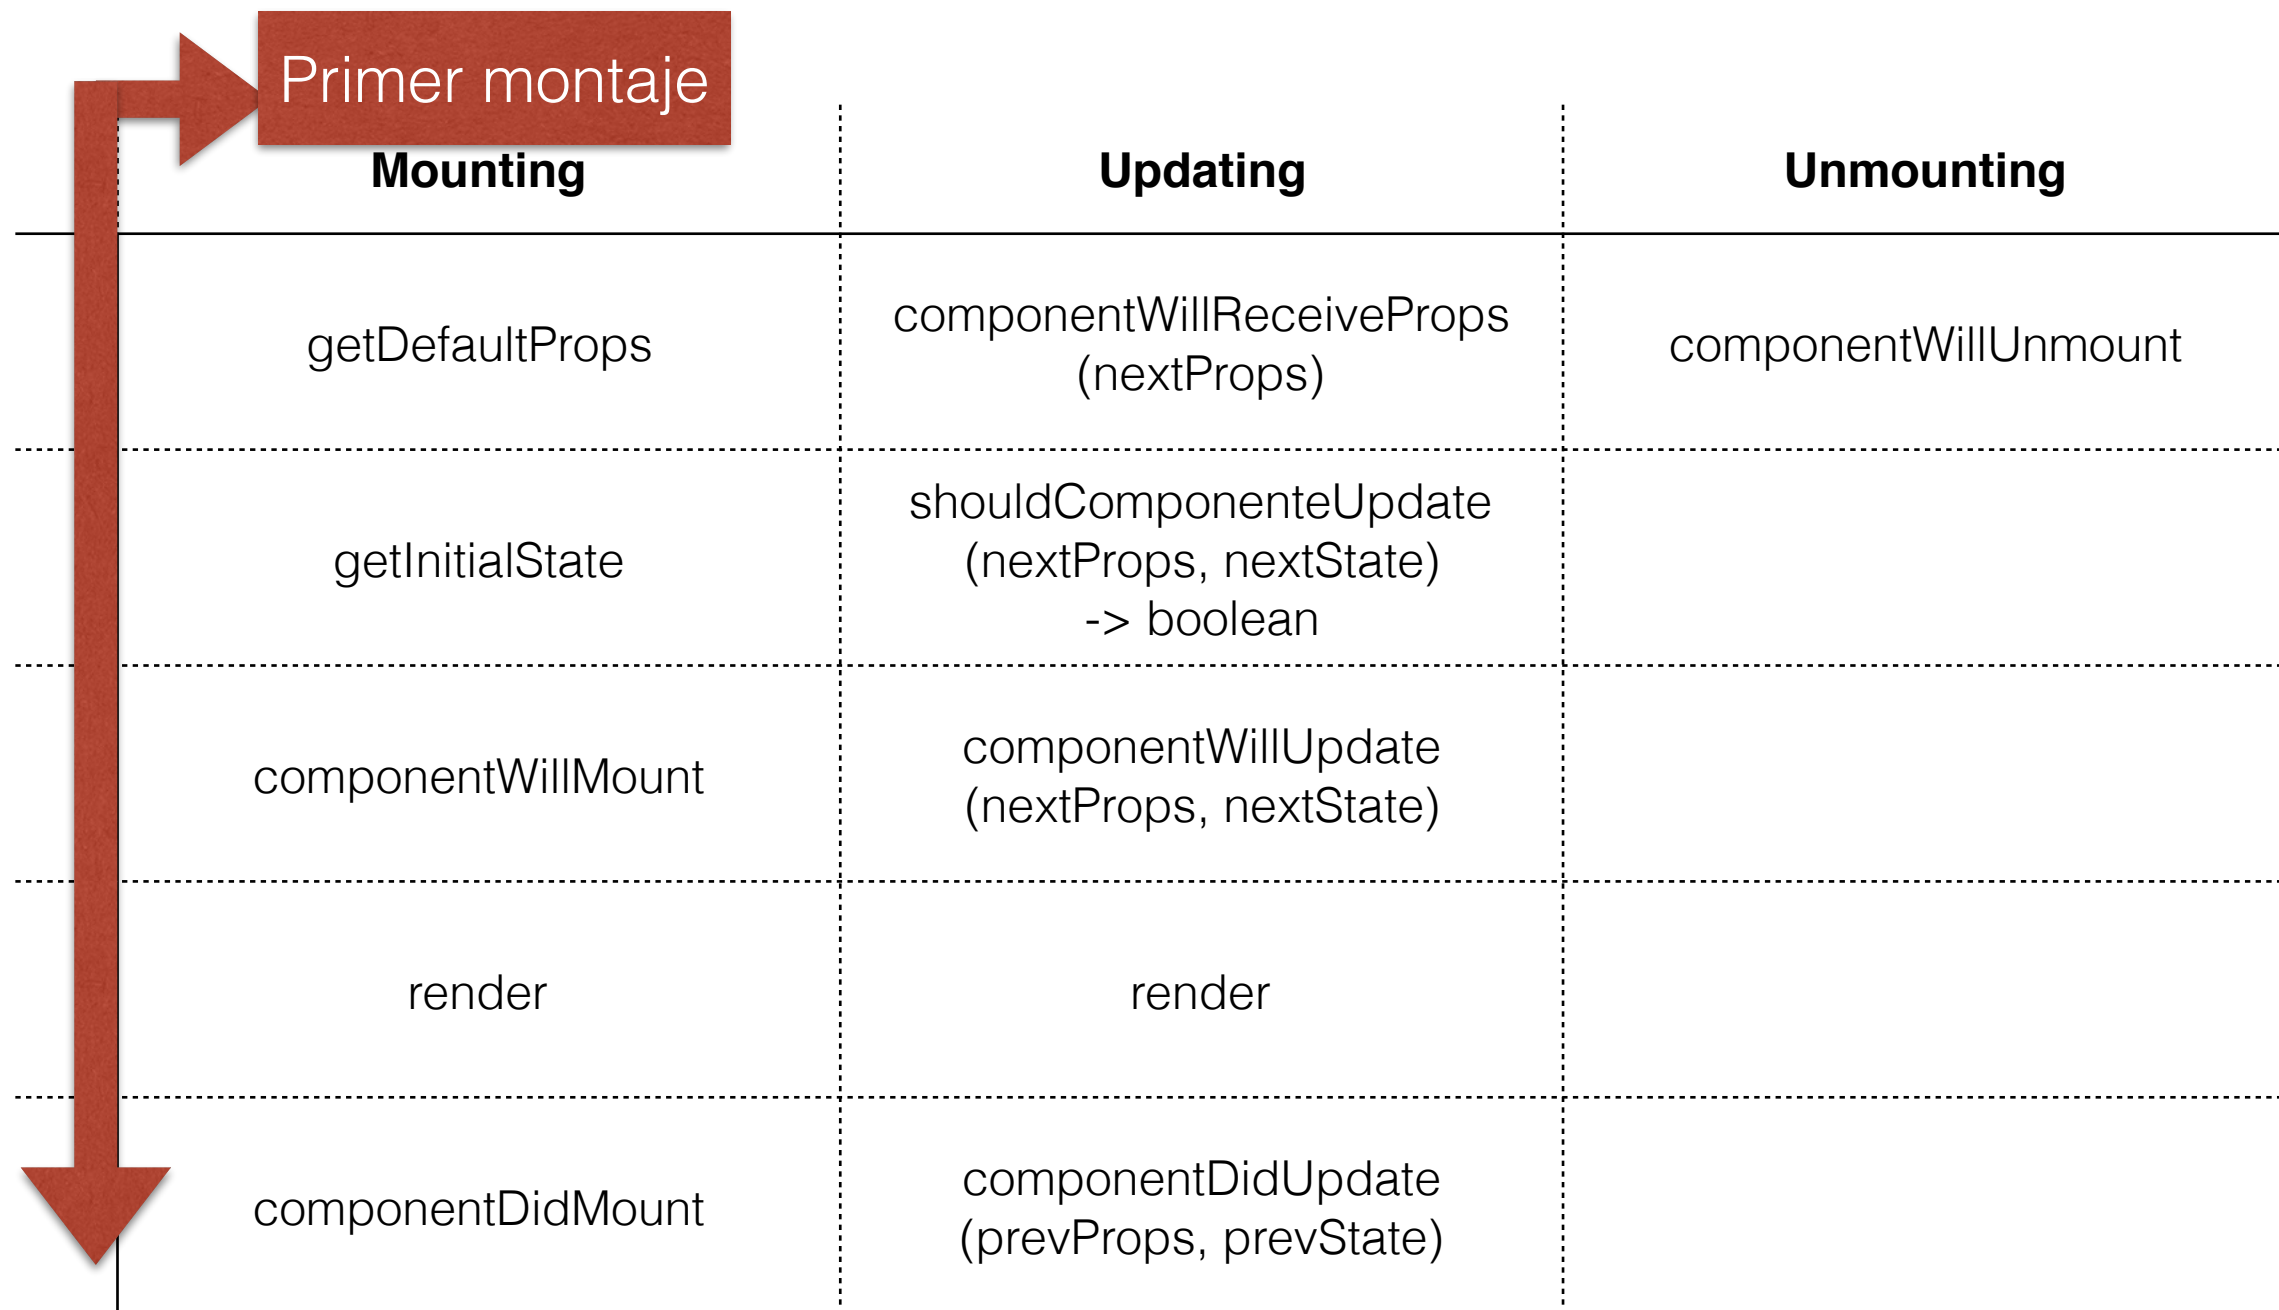 Primer montaje
Mounting
Updating
Unmounting
getDefaultProps
componentWillReceiveProps
(nextProps)
componentWillUnmount
getInitialState
shouldComponenteUpdate
(nextProps, nextState)
-> boolean
componentWillMount
componentWillUpdate
(nextProps, nextState)
render
render
componentDidMount
componentDidUpdate
(prevProps, prevState)